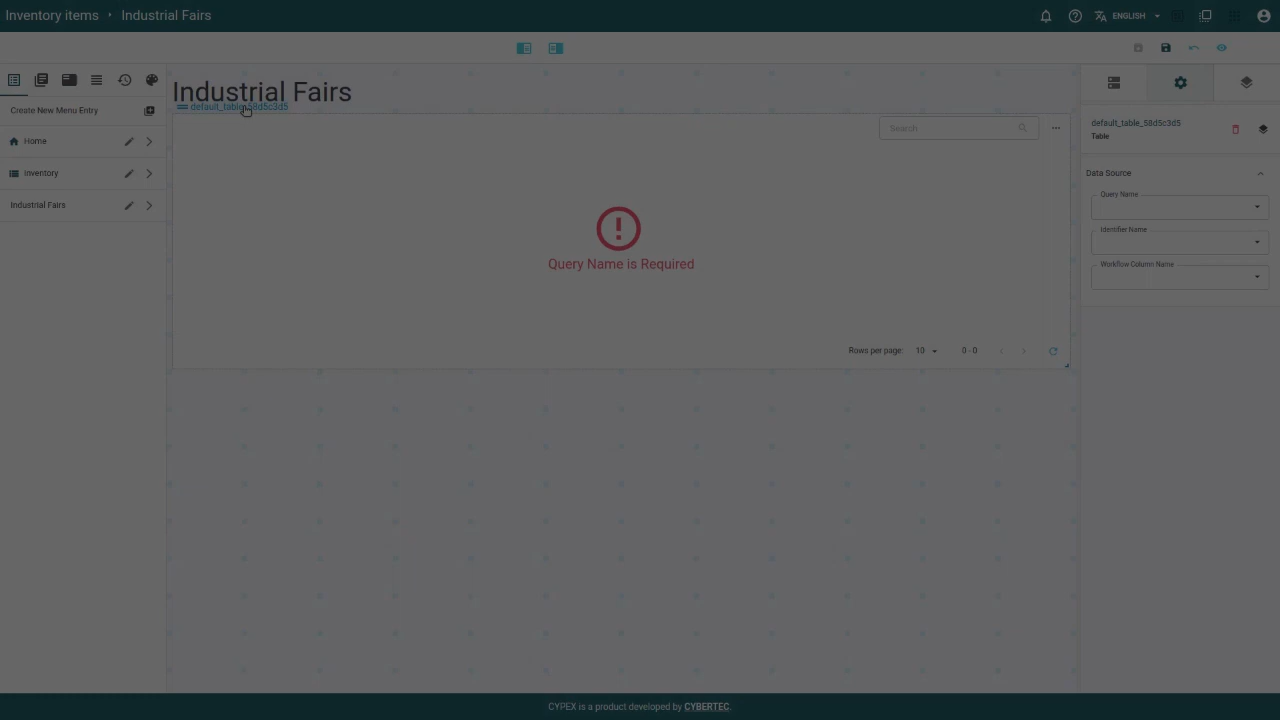 Inventory items › Industrial Fairs
ENGLISH
Create New Menu Entry
Home
Inventory
Industrial Fairs
Industrial Fairs
default_table_58d5c3d5
Search
Query Name is Required
Rows per page: 10 0-0
default_table_58d5c3d5
Table
Data Source
Query Name
Identifier Name
Workflow Column Name
CYPEX is a product developed by CYBERTEC.